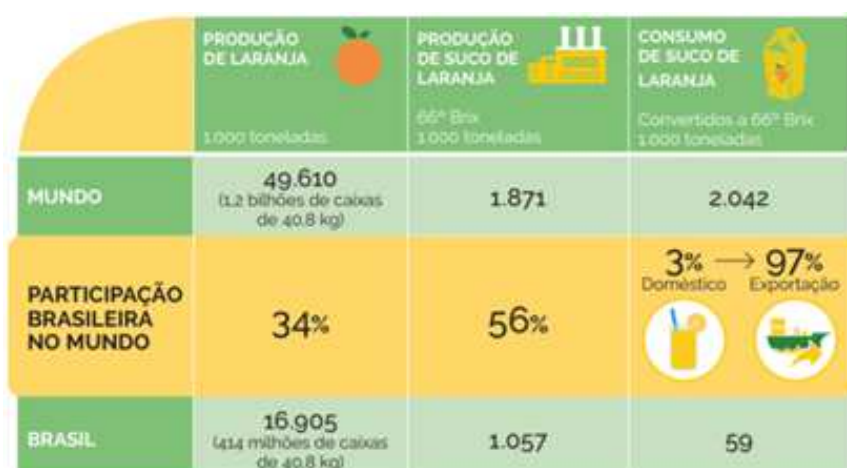 PRODUÇÃO
DE LARANJA
1.000 toneladas
PRODUÇÃO
DE SUCO DE
LARANJA
66º Brix
1.000 toneladas
CONSUMO
DE SUCO DE
LARANJA
Convertidos a 66º Brix
1.000 toneladas
MUNDO
49.610
(1,2 bilhões de caixas
de 40,8 kg)
1.871
2.042
PARTICIPAÇÃO
BRASILEIRA
NO MUNDO
34%
56%
3% → 97%
Doméstico Exportação
BRASIL
16.905
(414 milhões de caixas
de 40,8 kg)
1.057
59